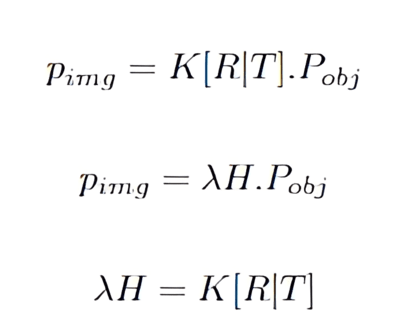 p_{img} = K[R|T].P_{obj}
p_{img} = λH.P_{obj}
λH = K[R|T]